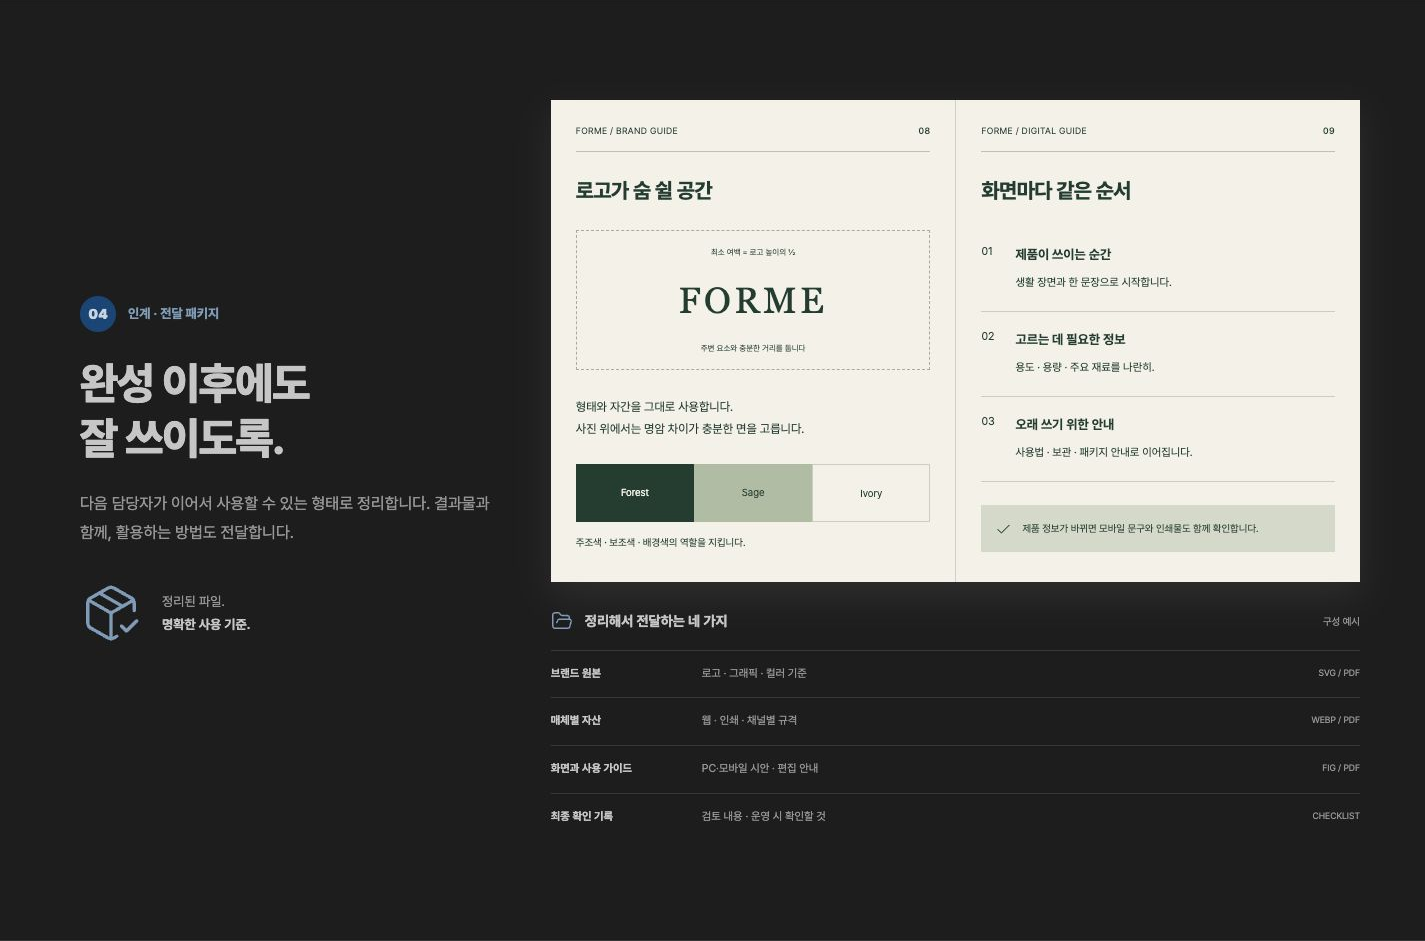 04 인계 · 전달 패키지
완성 이후에도
잘 쓰이도록.
다음 담당자가 이어서 사용할 수 있는 형태로 정리합니다. 결과물과
함께, 활용하는 방법도 전달합니다.
정리된 파일.
명확한 사용 기준.
FORME / BRAND GUIDE 08
로고가 숨 쉴 공간
최소 여백 = 로고 높이의 ½
FORME
주변 요소와 충분한 거리를 둡니다
형태와 자간을 그대로 사용합니다.
사진 위에서는 명암 차이가 충분한 면을 고릅니다.
Forest Sage Ivory
주조색 · 보조색 · 배경색의 역할을 지킵니다.
FORME / DIGITAL GUIDE 09
화면마다 같은 순서
01 제품이 쓰이는 순간
생활 장면과 한 문장으로 시작합니다.
02 고르는 데 필요한 정보
용도 · 용량 · 주요 재료를 나란히.
03 오래 쓰기 위한 안내
사용법 · 보관 · 패키지 안내로 이어집니다.
제품 정보가 바뀌면 모바일 문구와 인쇄물도 함께 확인합니다.
정리해서 전달하는 네 가지 구성 예시
브랜드 원본 로고 · 그래픽 · 컬러 기준 SVG / PDF
매체별 자산 웹 · 인쇄 · 채널별 규격 WEBP / PDF
화면과 사용 가이드 PC·모바일 시안 · 편집 안내 FIG / PDF
최종 확인 기록 검토 내용 · 운영 시 확인할 것 CHECKLIST